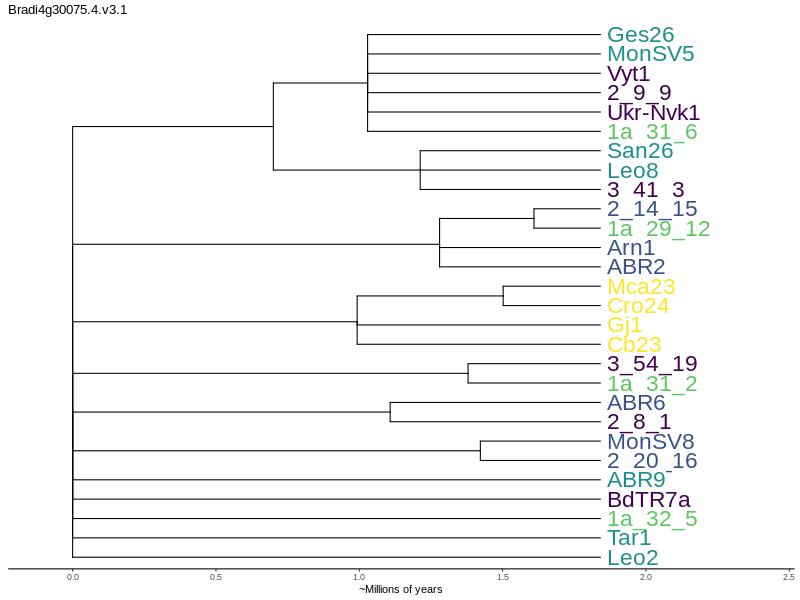 Bradi4g30075.4.v3.1
Ges26
MonSV5
Vyt1
2_9_9
Ukr-Nvk1
1a_31_6
San26
Leo8
3_41_3
2_14_15
1a_29_12
Arn1
ABR2
Mca23
Cro24
Gj1
Cb23
3_54_19
1a_31_2
ABR6
2_8_1
MonSV8
2_20_16
ABR9
BdTR7a
1a_32_5
Tar1
Leo2
0.0 0.5 1.0 1.5 2.0 2.5
~Millions of years